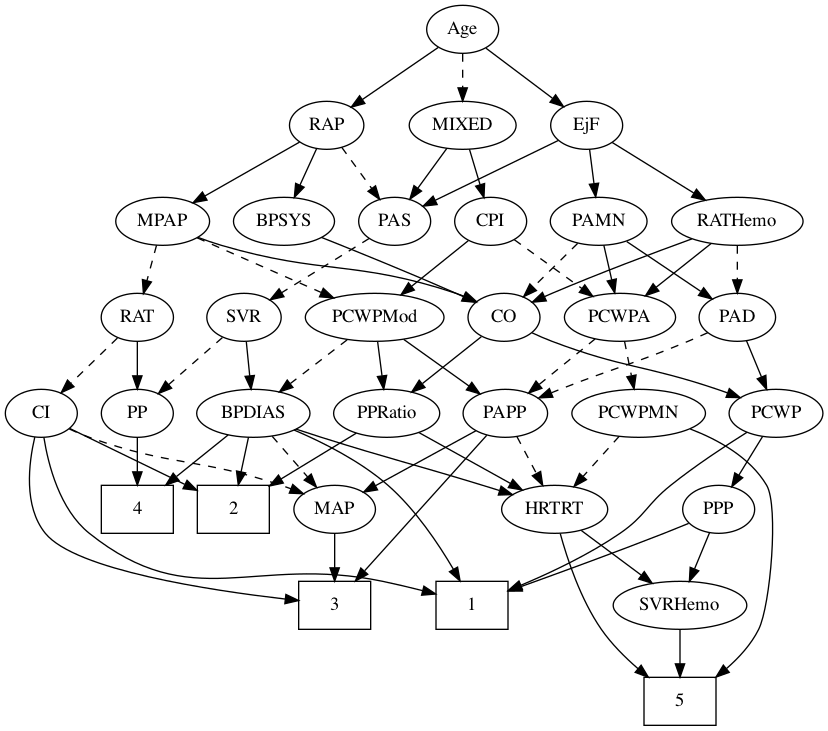 Age
RAP
MIXED
EjF
MPAP
BPSYS
PAS
CPI
PAMN
RATHemo
RAT
SVR
PCWPMod
CO
PCWPA
PAD
CI
PP
BPDIAS
PPRatio
PAPP
PCWPMN
PCWP
4
2
MAP
HRTRT
PPP
3
1
SVRHemo
5